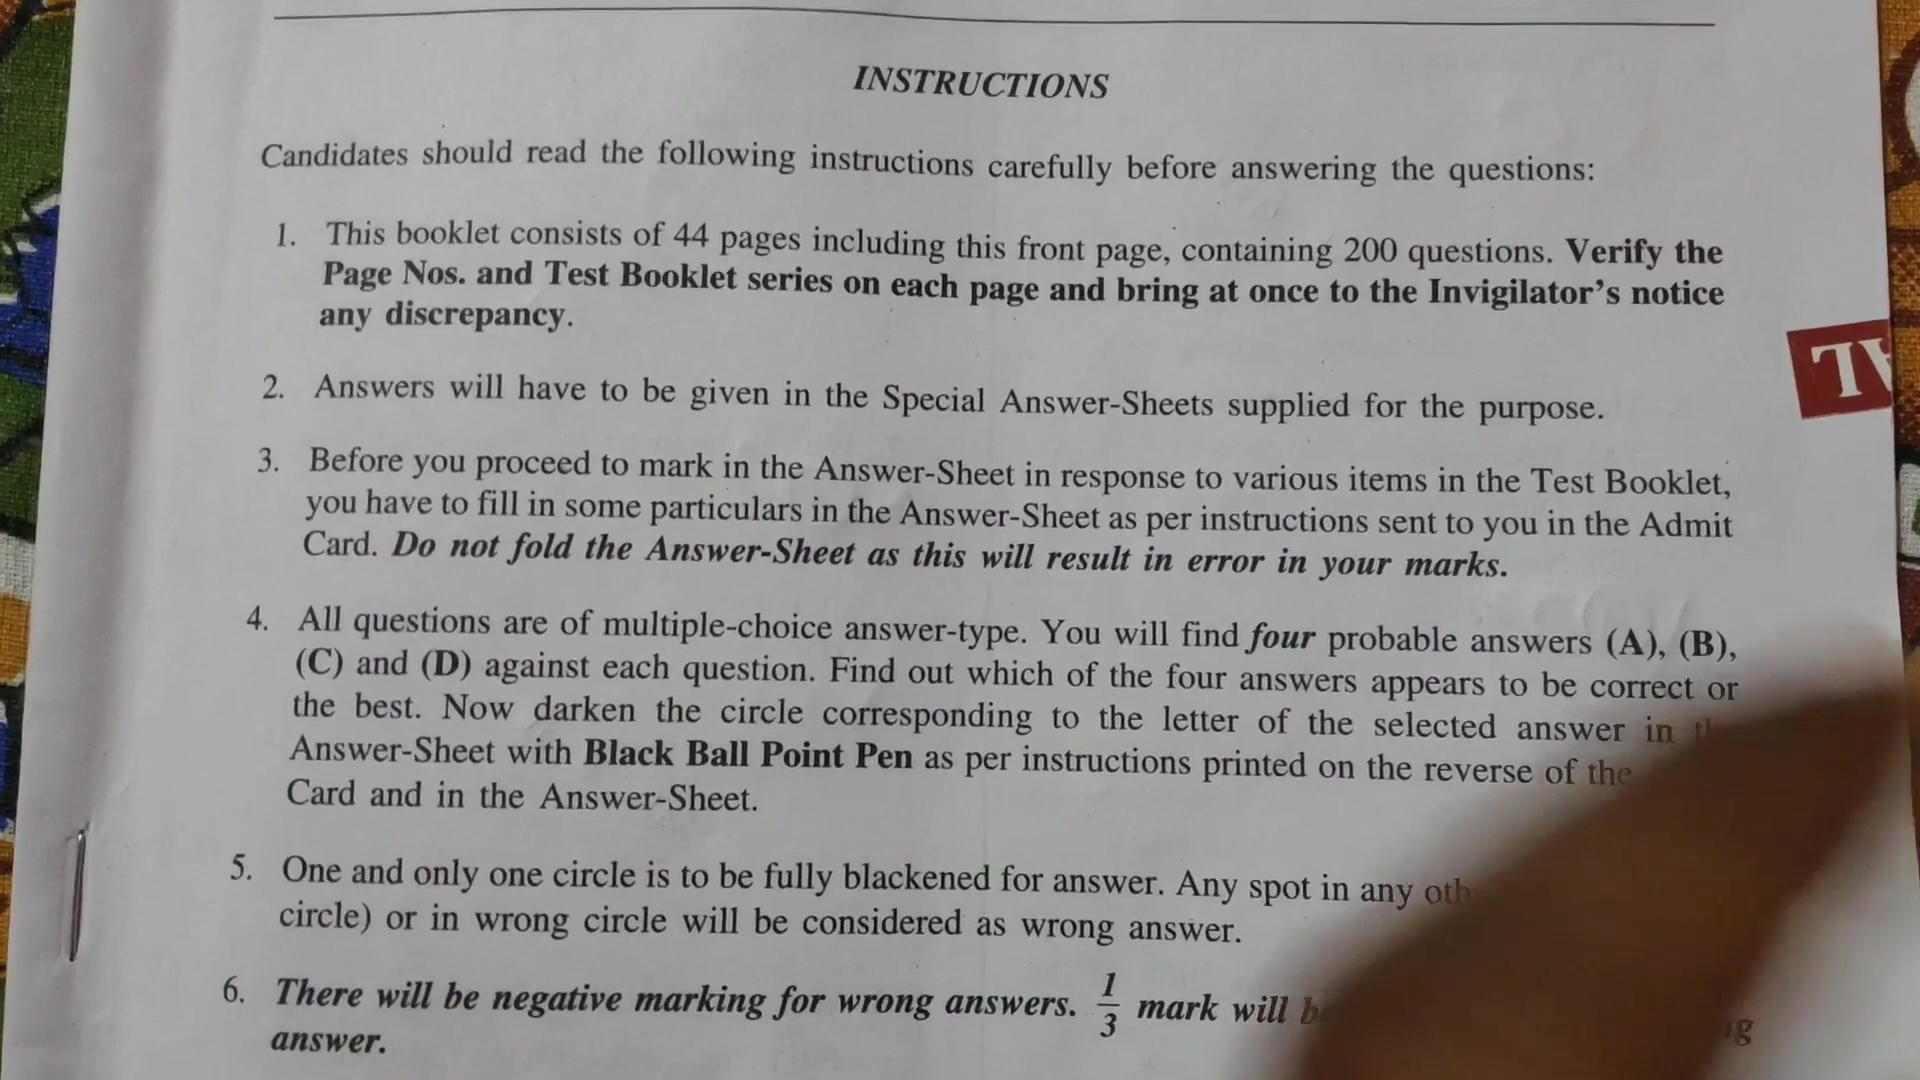 INSTRUCTIONS
Candidates should read the following instructions carefully before answering the questions:
1. This booklet consists of 44 pages including this front page, containing 200 questions. Verify the
Page Nos. and Test Booklet series on each page and bring at once to the Invigilator's notice
any discrepancy.
2. Answers will have to be given in the Special Answer-Sheets supplied for the purpose.
3. Before you proceed to mark in the Answer-Sheet in response to various items in the Test Booklet,
you have to fill in some particulars in the Answer-Sheet as per instructions sent to you in the Admit
Card. Do not fold the Answer-Sheet as this will result in error in your marks.
4. All questions are of multiple-choice answer-type. You will find four probable answers (A), (B),
(C) and (D) against each question. Find out which of the four answers appears to be correct or
the best. Now darken the circle corresponding to the letter of the selected answer in
Answer-Sheet with Black Ball Point Pen as per instructions printed on the reverse of the
Card and in the Answer-Sheet.
5. One and only one circle is to be fully blackened for answer. Any spot in any
circle) or in wrong circle will be considered as wrong answer.
6. There will be negative marking for wrong answers. 1/3 mark will
answer.